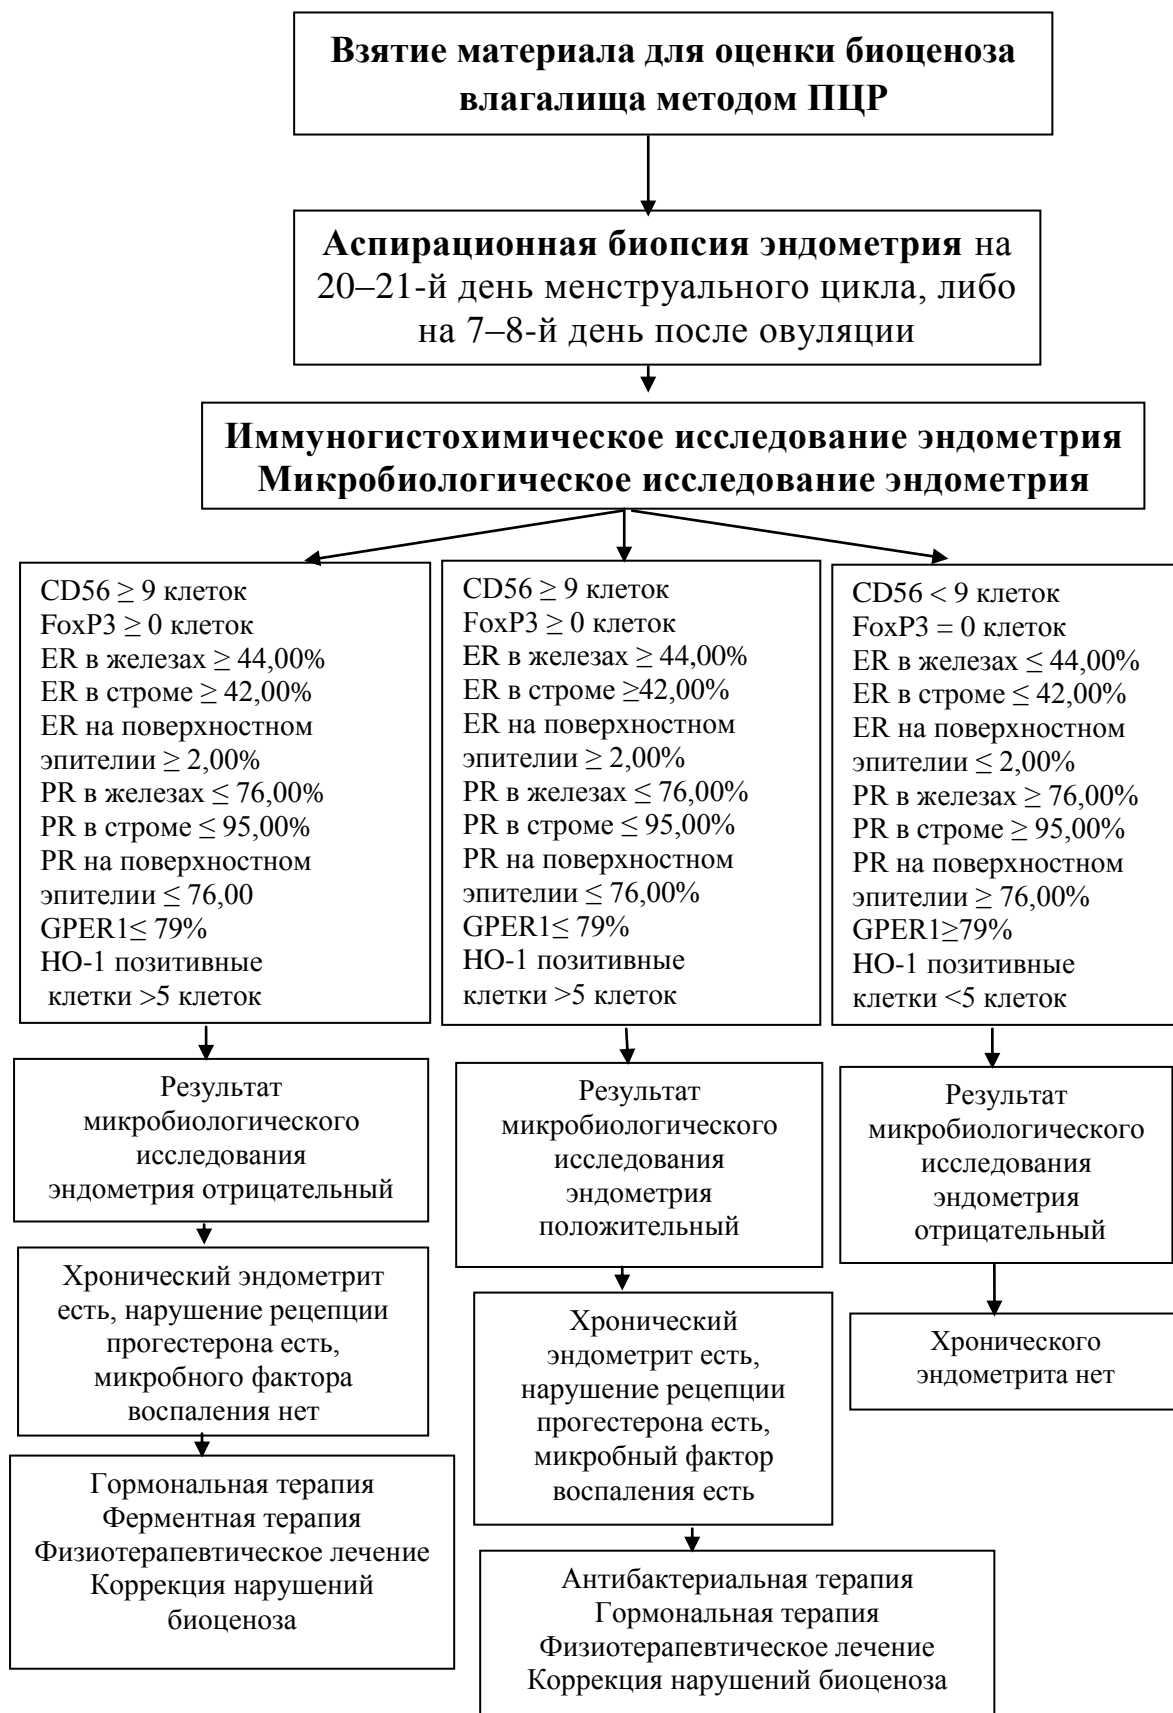 Взятие материала для оценки биоценоза
влагалища методом ПЦР
Аспирационная биопсия эндометрия на
20–21-й день менструального цикла, либо
на 7–8-й день после овуляции
Иммуногистохимическое исследование эндометрия
Микробиологическое исследование эндометрия
CD56 ≥ 9 клеток
FoxP3 ≥ 0 клеток
ER в железах ≥ 44,00%
ER в строме ≥ 42,00%
ER на поверхностном
эпителии ≥ 2,00%
PR в железах ≤ 76,00%
PR в строме ≤ 95,00%
PR на поверхностном
эпителии ≤ 76,00
GPER1≤ 79%
HO-1 позитивные
клетки >5 клеток
CD56 ≥ 9 клеток
FoxP3 ≥ 0 клеток
ER в железах ≥ 44,00%
ER в строме ≥42,00%
ER на поверхностном
эпителии ≥ 2,00%
PR в железах ≤ 76,00%
PR в строме ≤ 95,00%
PR на поверхностном
эпителии ≤ 76,00%
GPER1≤ 79%
HO-1 позитивные
клетки >5 клеток
CD56 < 9 клеток
FoxP3 = 0 клеток
ER в железах ≤ 44,00%
ER в строме ≤ 42,00%
ER на поверхностном
эпителии ≤ 2,00%
PR в железах ≥ 76,00%
PR в строме ≥ 95,00%
PR на поверхностном
эпителии ≥ 76,00%
GPER1≥79%
HO-1 позитивные
клетки <5 клеток
Результат
микробиологического
исследования
эндометрия отрицательный
Результат
микробиологического
исследования
эндометрия
положительный
Результат
микробиологического
исследования
эндометрия
отрицательный
Хронический эндометрит
есть, нарушение рецепции
прогестерона есть,
микробного фактора
воспаления нет
Хронический
эндометрит есть,
нарушение рецепции
прогестерона есть,
микробный фактор
воспаления есть
Хронического
эндометрита нет
Гормональная терапия
Ферментная терапия
Физиотерапевтическое лечение
Коррекция нарушений
биоценоза
Антибактериальная терапия
Гормональная терапия
Физиотерапевтическое лечение
Коррекция нарушений биоценоза